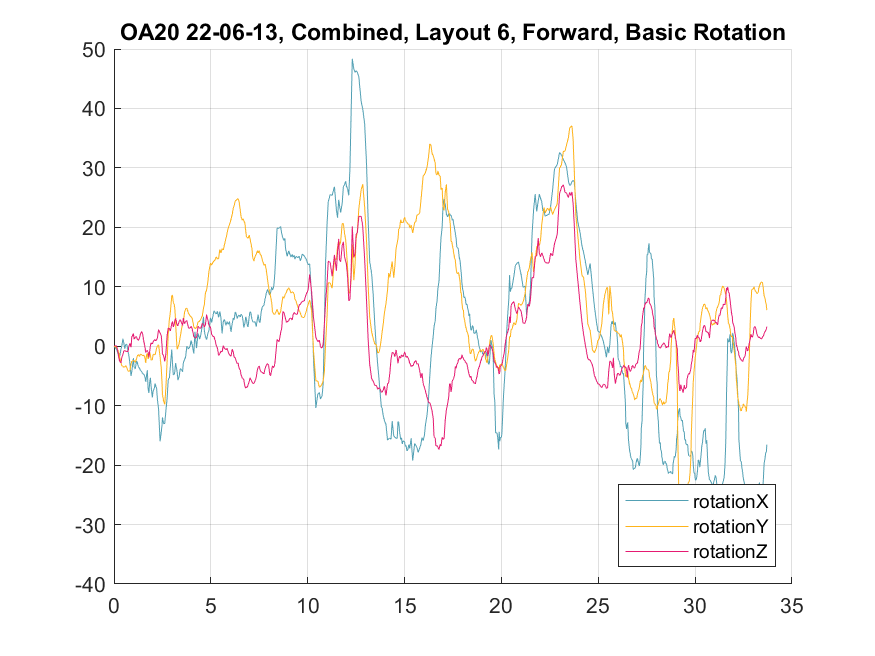 OA20 22-06-13, Combined, Layout 6, Forward, Basic Rotation
50
40
30
20
10
0
-10
-20
-30
-40
0 5 10 15 20 25 30 35
rotationX
rotationY
rotationZ